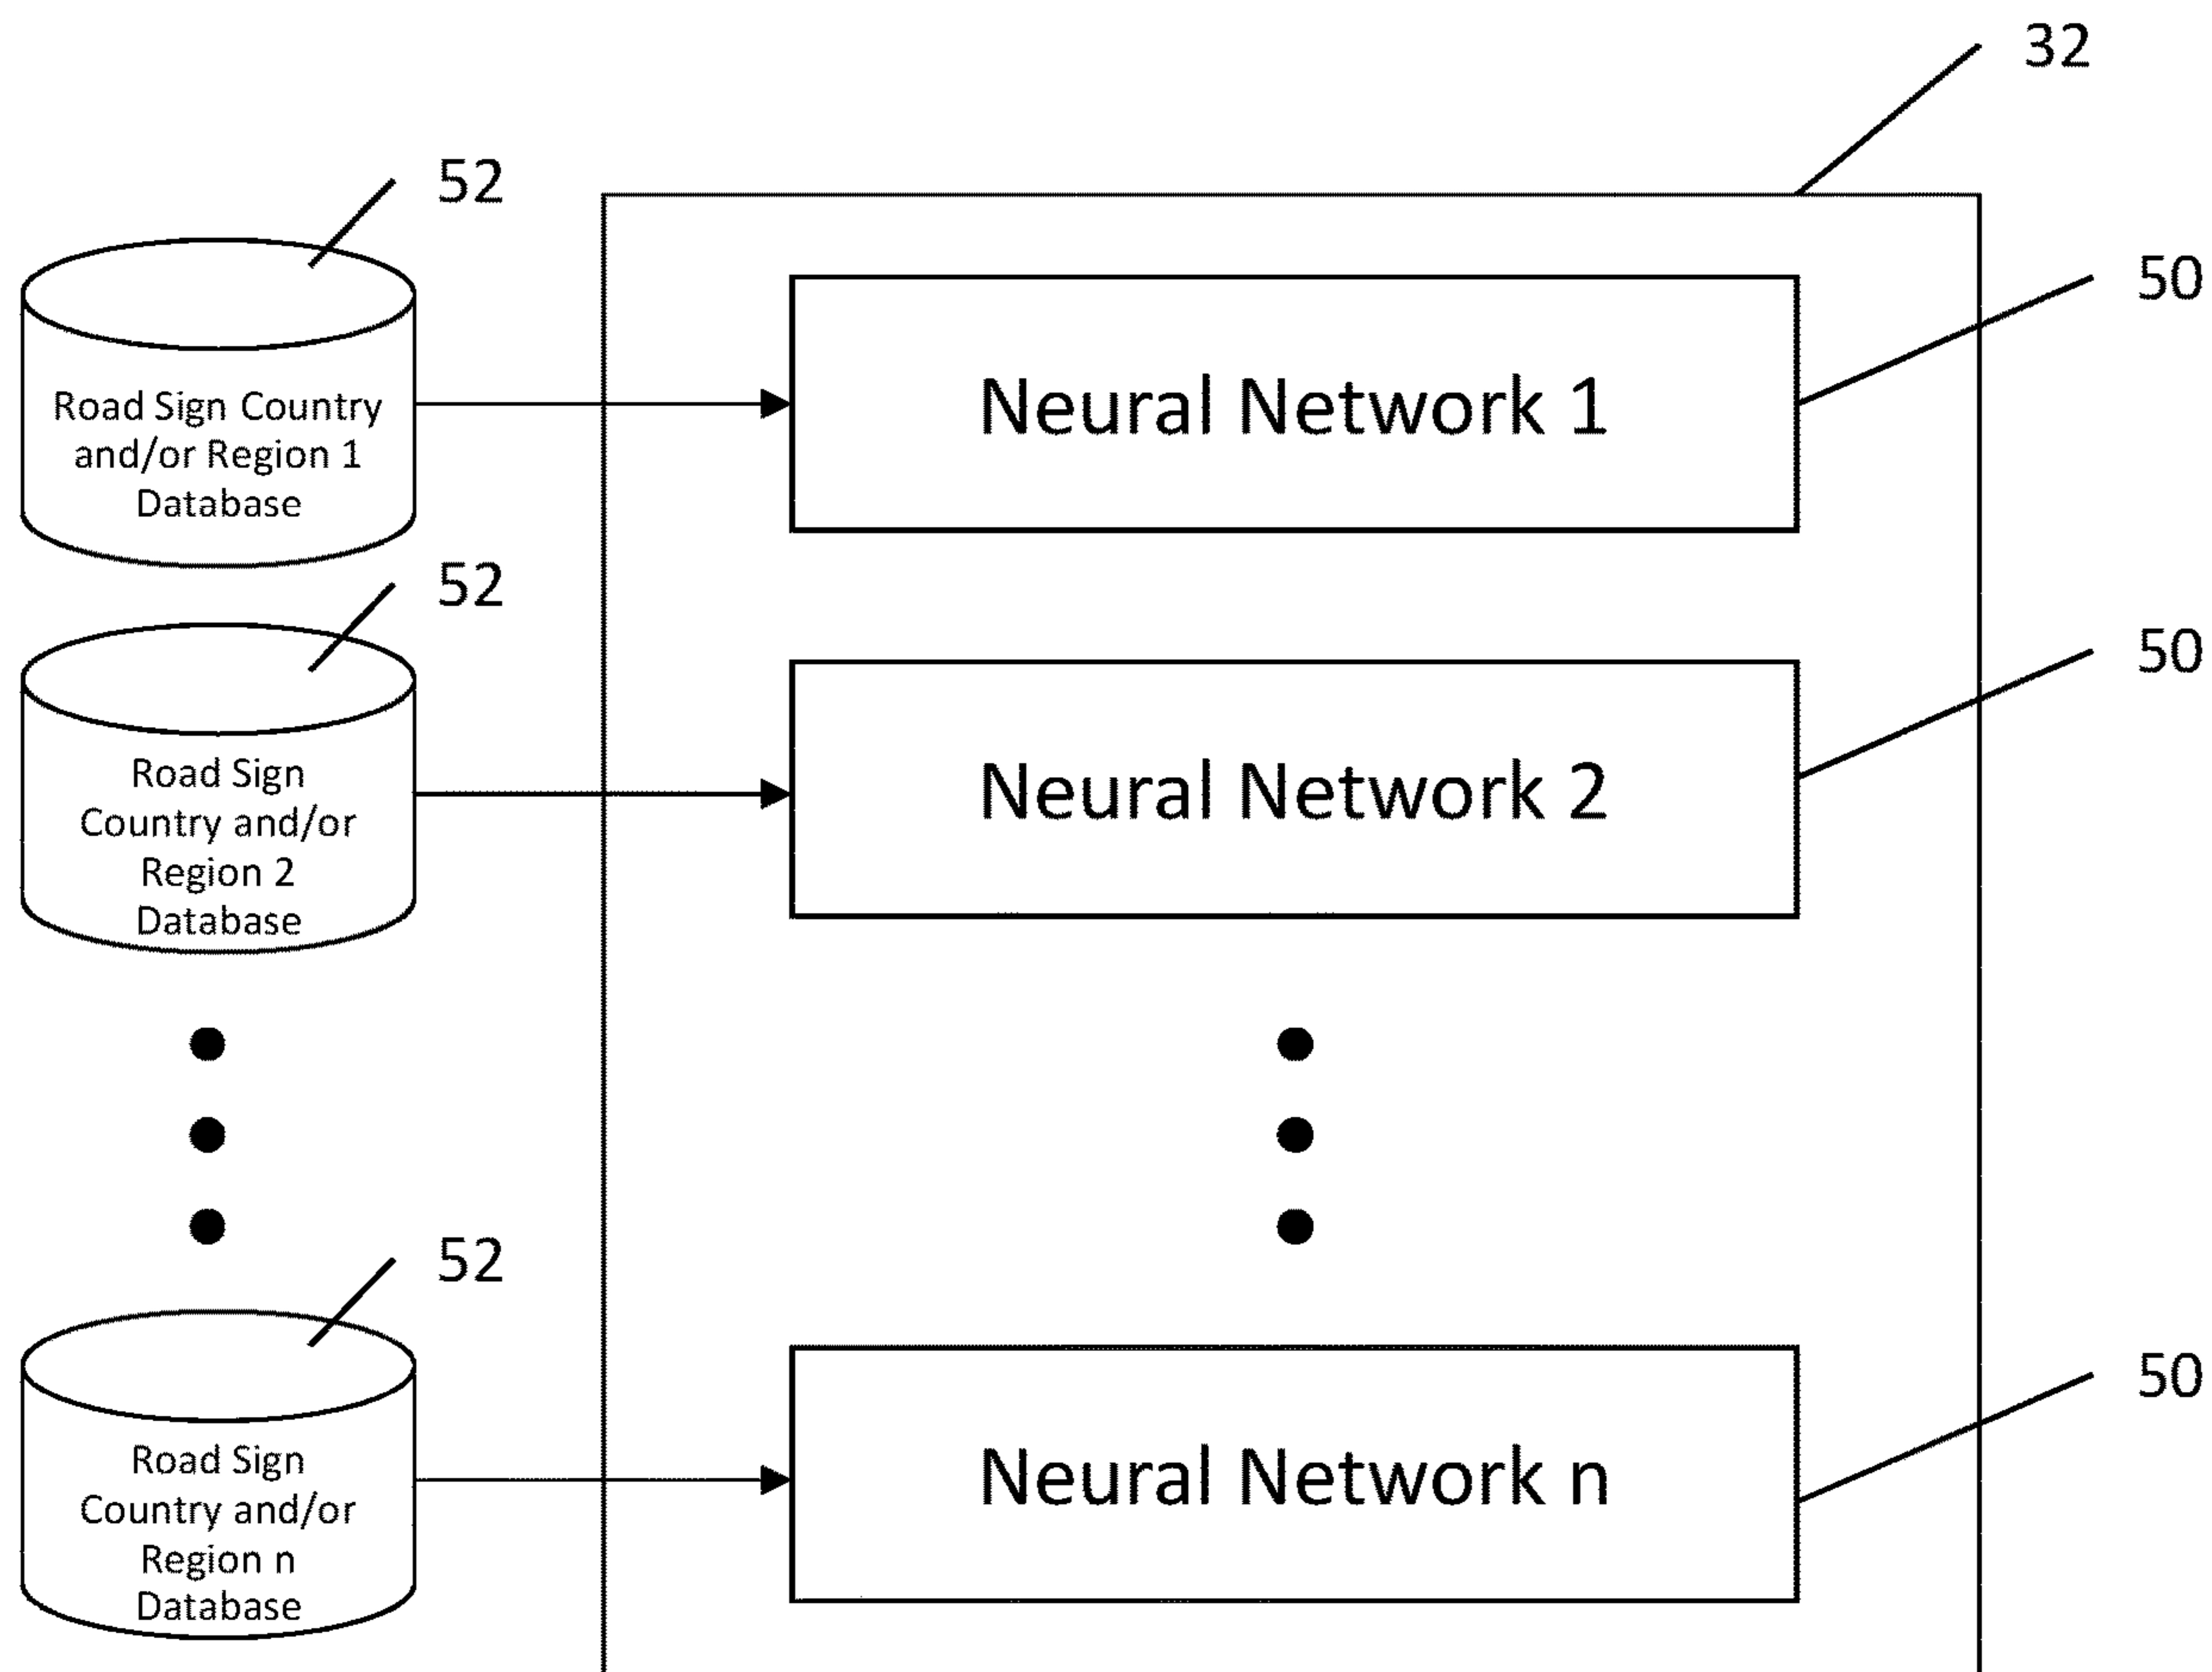 32
52
50
Road Sign Country
and/or Region 1
Database
Neural Network 1
52
50
Road Sign
Country and/or
Region 2
Database
Neural Network 2
52
50
Road Sign
Country and/or
Region n
Database
Neural Network n